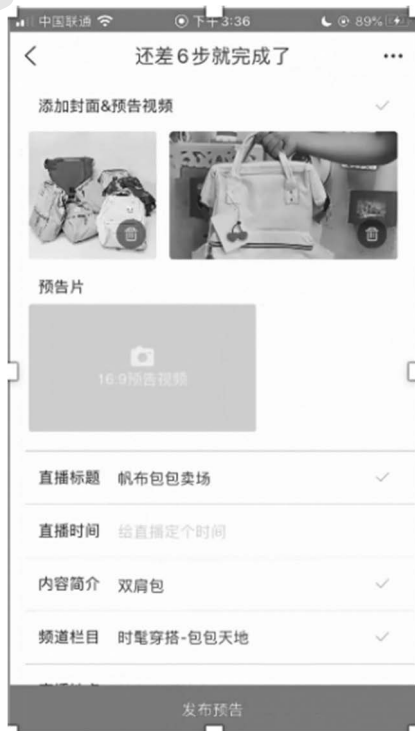 中国联通 下午3:36 89%
还差6步就完成了
添加封面&预告视频
预告片
16:9预告视频
直播标题 帆布包包卖场
直播时间 给直播定个时间
内容简介 双肩包
频道栏目 时髦穿搭-包包天地
发布预告